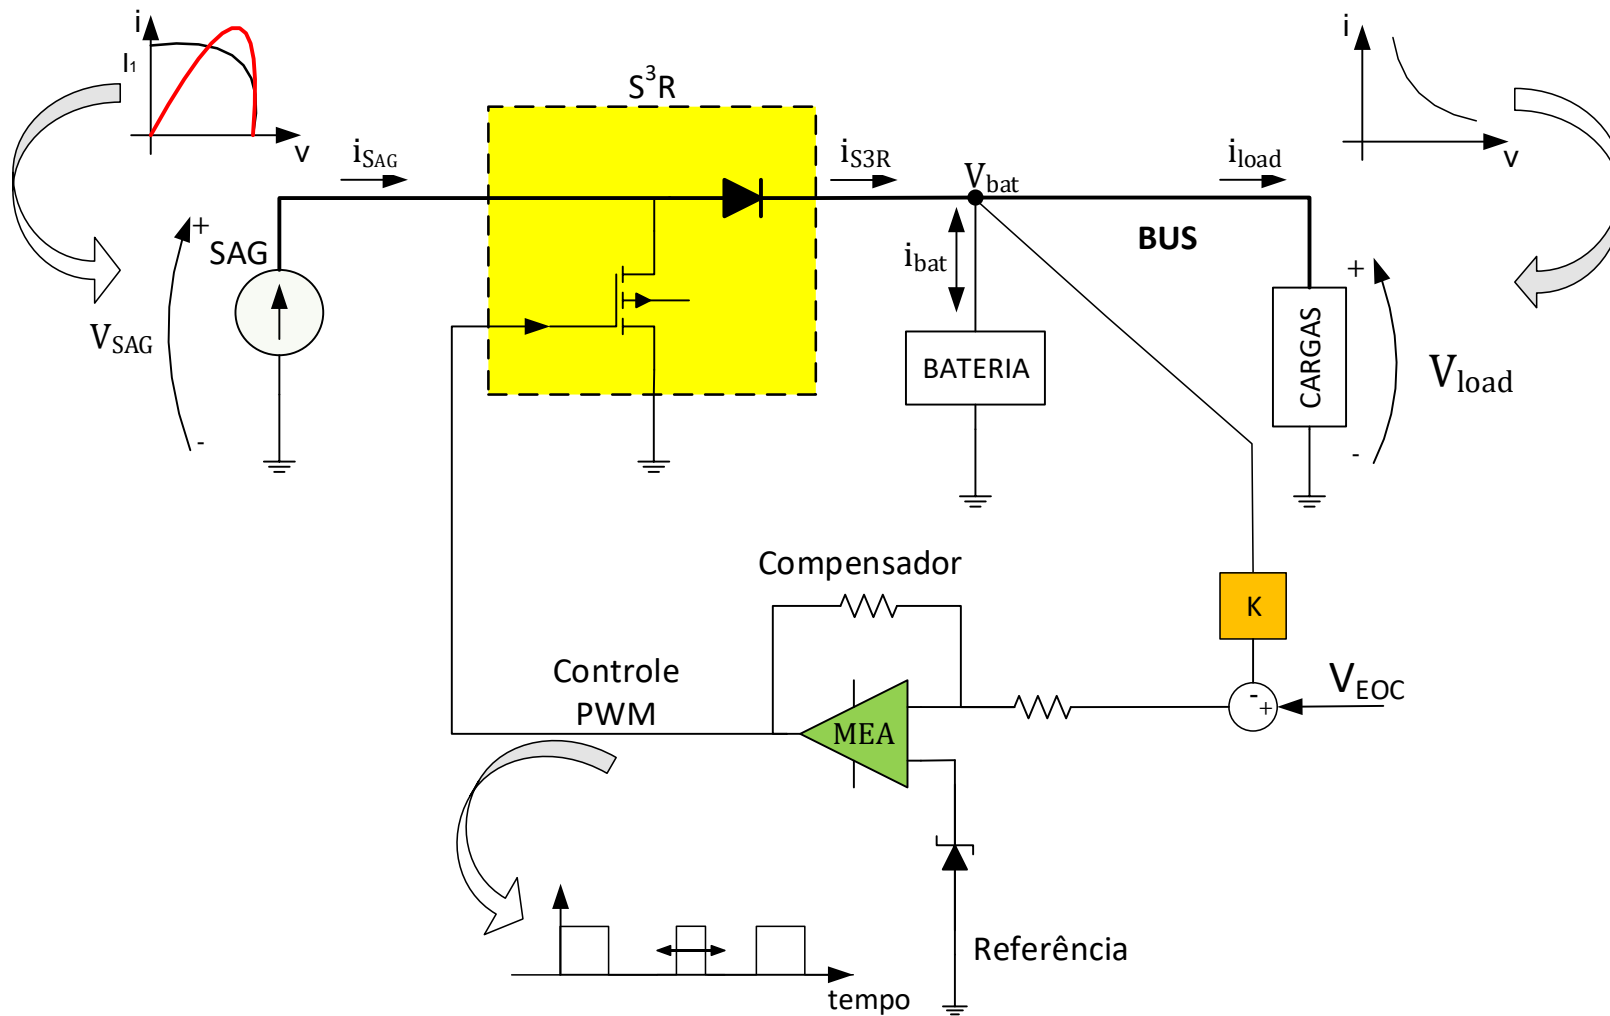 i
I₁
v
S³R
i
v
iSAG
iS3R
Vbat
iload
SAG
ibat
BUS
+
+
VSAG
BATERIA
CARGAS
Vload
-
-
Compensador
K
Controle
PWM
MEA
-
+
VEOC
Referência
tempo